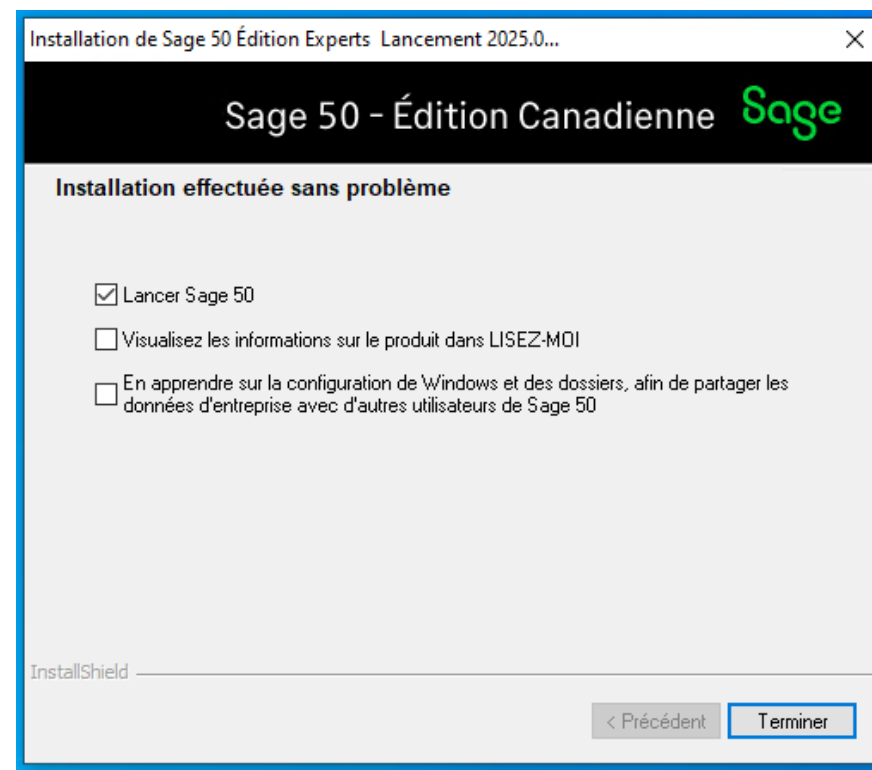 Installation de Sage 50 Édition Experts Lancement 2025.0...
Sage 50 - Édition Canadienne Sage
Installation effectuée sans problème
Lancer Sage 50
Visualisez les informations sur le produit dans LISEZ-MOI
En apprendre sur la configuration de Windows et des dossiers, afin de partager les
données d'entreprise avec d'autres utilisateurs de Sage 50
InstallShield
< Précédent Terminer